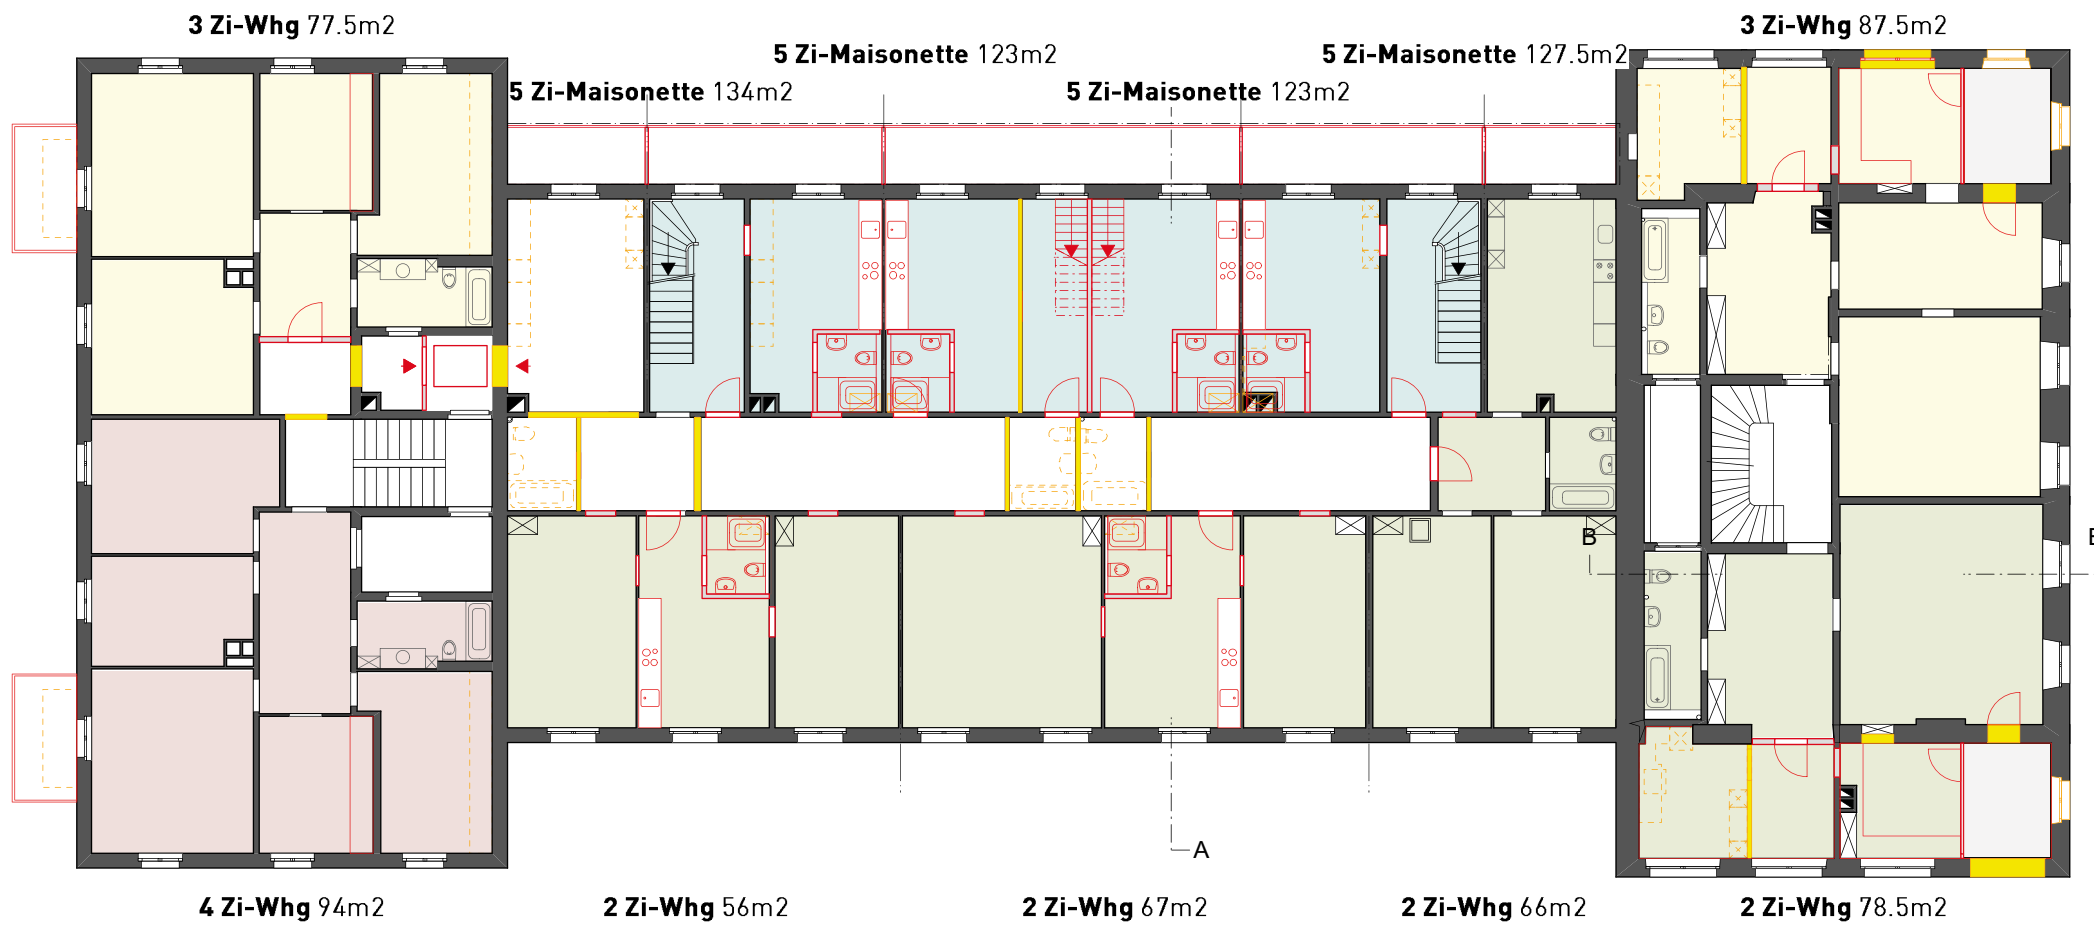 3 Zi-Whg 77.5m2
3 Zi-Whg 87.5m2
5 Zi-Maisonette 123m2
5 Zi-Maisonette 127.5m2
5 Zi-Maisonette 134m2
5 Zi-Maisonette 123m2
B
A
4 Zi-Whg 94m2
2 Zi-Whg 56m2
2 Zi-Whg 67m2
2 Zi-Whg 66m2
2 Zi-Whg 78.5m2